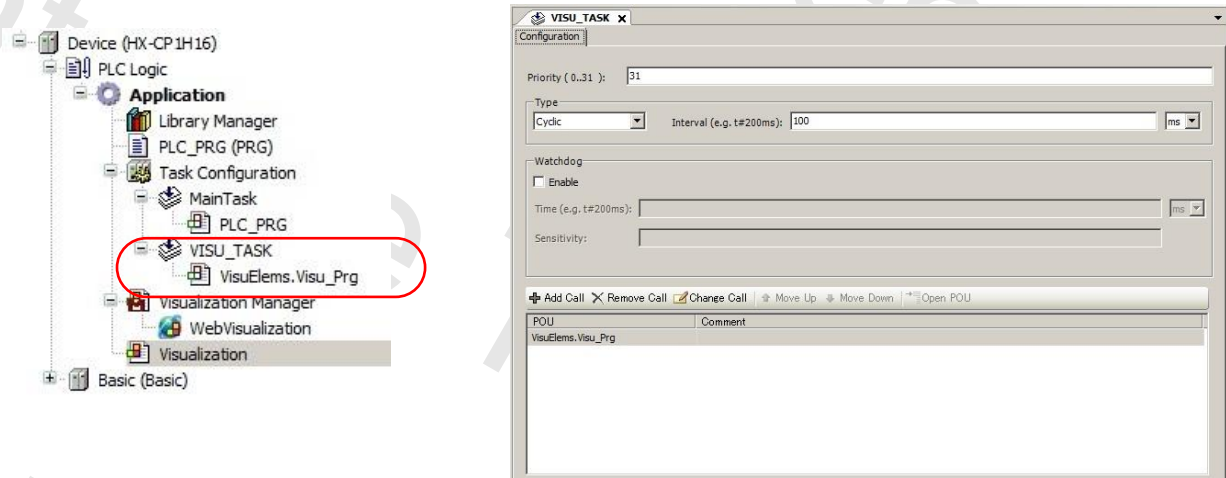 Device (HX-CP1H16)
PLC Logic
Application
Library Manager
PLC_PRG (PRG)
Task Configuration
MainTask
PLC_PRG
VISU_TASK
VisuElems.Visu_Prg
Visualization Manager
WebVisualization
Visualization
Basic (Basic)
VISU_TASK X
Configuration
Priority ( 0..31 ): 31
Type
Cyclic Interval (e.g. t#200ms): 100 ms
Watchdog
Enable
Time (e.g. t#200ms): ms
Sensitivity:
Add Call Remove Call Change Call Move Up Move Down Open POU
POU Comment
VisuElems.Visu_Prg